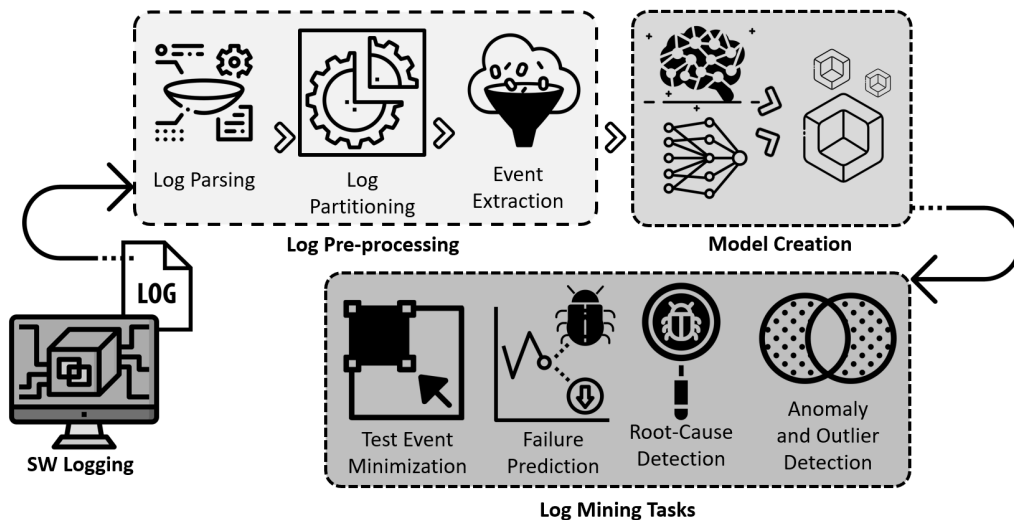 Log Parsing
Log
Partitioning
Event
Extraction
Log Pre-processing
Model Creation
LOG
SW Logging
Test Event
Minimization
Failure
Prediction
Root-Cause
Detection
Anomaly
and Outlier
Detection
Log Mining Tasks